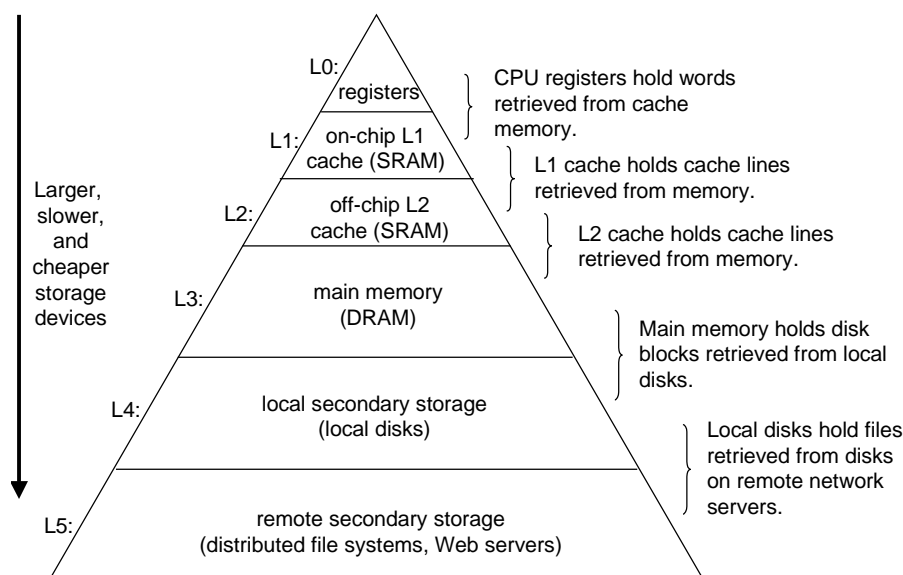 L0:
registers
CPU registers hold words
retrieved from cache
memory.
L1:
on-chip L1
cache (SRAM)
L1 cache holds cache lines
retrieved from memory.
Larger,
slower,
and
cheaper
storage
devices
L2:
off-chip L2
cache (SRAM)
L2 cache holds cache lines
retrieved from memory.
L3:
main memory
(DRAM)
Main memory holds disk
blocks retrieved from local
disks.
L4:
local secondary storage
(local disks)
Local disks hold files
retrieved from disks
on remote network
servers.
L5:
remote secondary storage
(distributed file systems, Web servers)